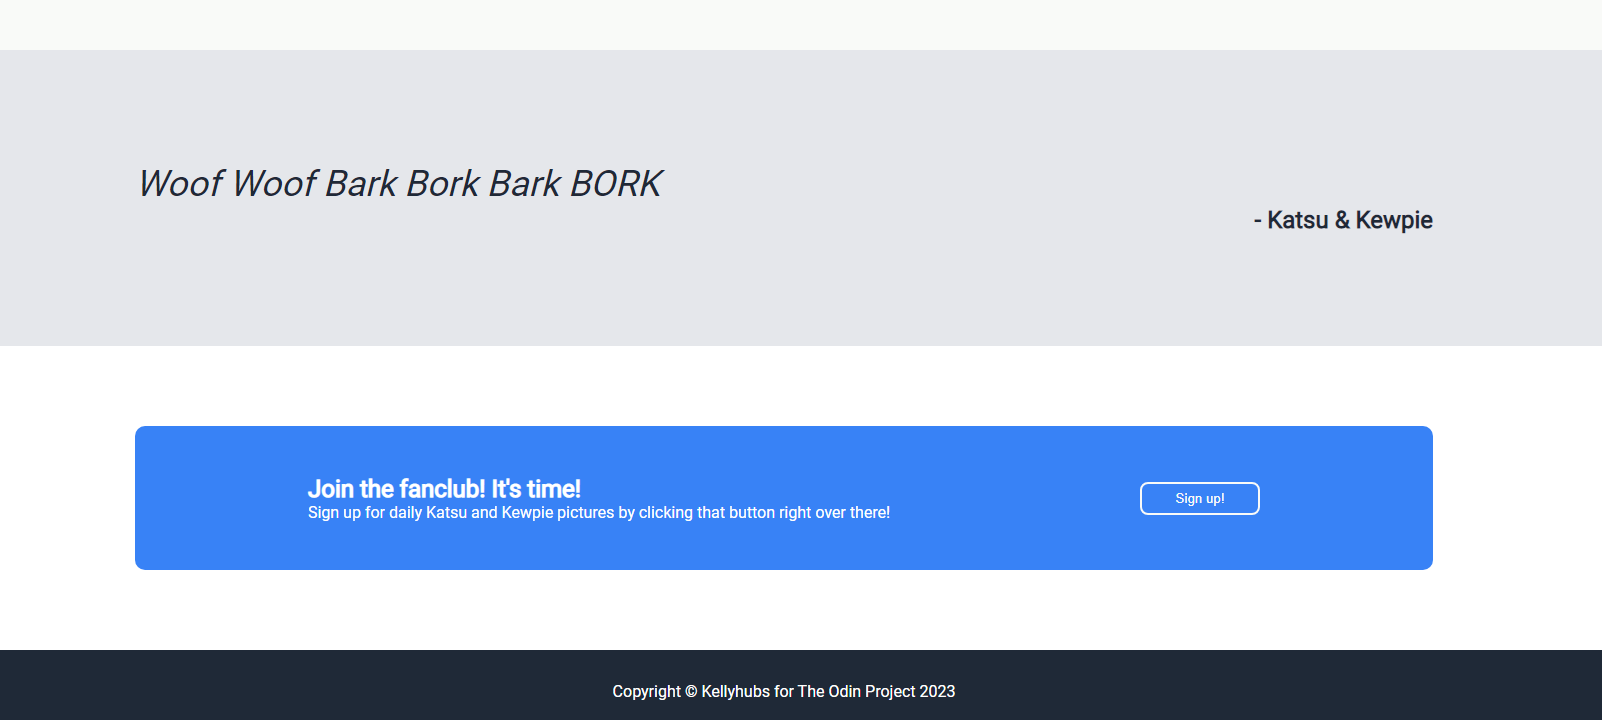 Woof Woof Bark Bork Bark BORK
- Katsu & Kewpie
Join the fanclub! It's time!
Sign up for daily Katsu and Kewpie pictures by clicking that button right over there!
Sign up!
Copyright © Kellyhubs for The Odin Project 2023